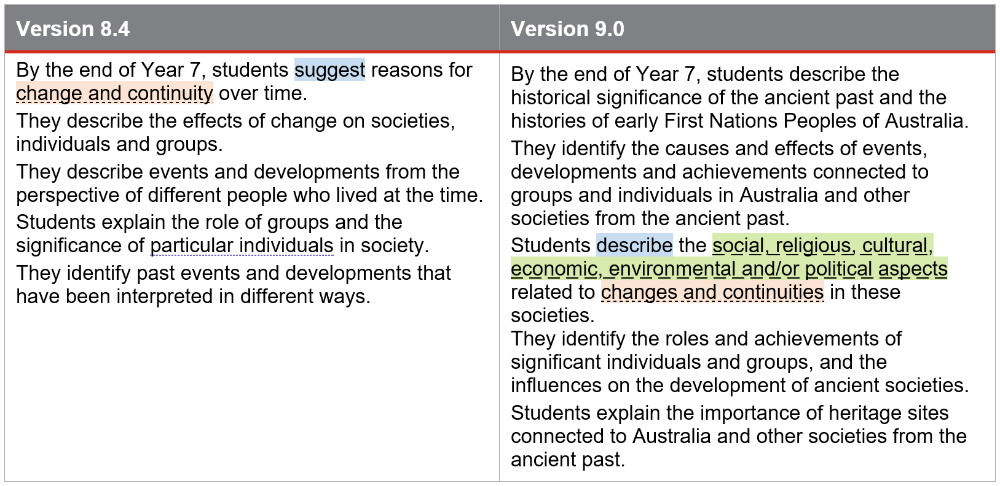 Version 8.4
By the end of Year 7, students suggest reasons for
change and continuity over time.
They describe the effects of change on societies,
individuals and groups.
They describe events and developments from the
perspective of different people who lived at the time.
Students explain the role of groups and the
significance of particular individuals in society.
They identify past events and developments that
have been interpreted in different ways.
Version 9.0
By the end of Year 7, students describe the
historical significance of the ancient past and the
histories of early First Nations Peoples of Australia.
They identify the causes and effects of events,
developments and achievements connected to
groups and individuals in Australia and other
societies from the ancient past.
Students describe the social, religious, cultural,
economic, environmental and/or political aspects
related to changes and continuities in these
societies.
They identify the roles and achievements of
significant individuals and groups, and the
influences on the development of ancient societies.
Students explain the importance of heritage sites
connected to Australia and other societies from the
ancient past.